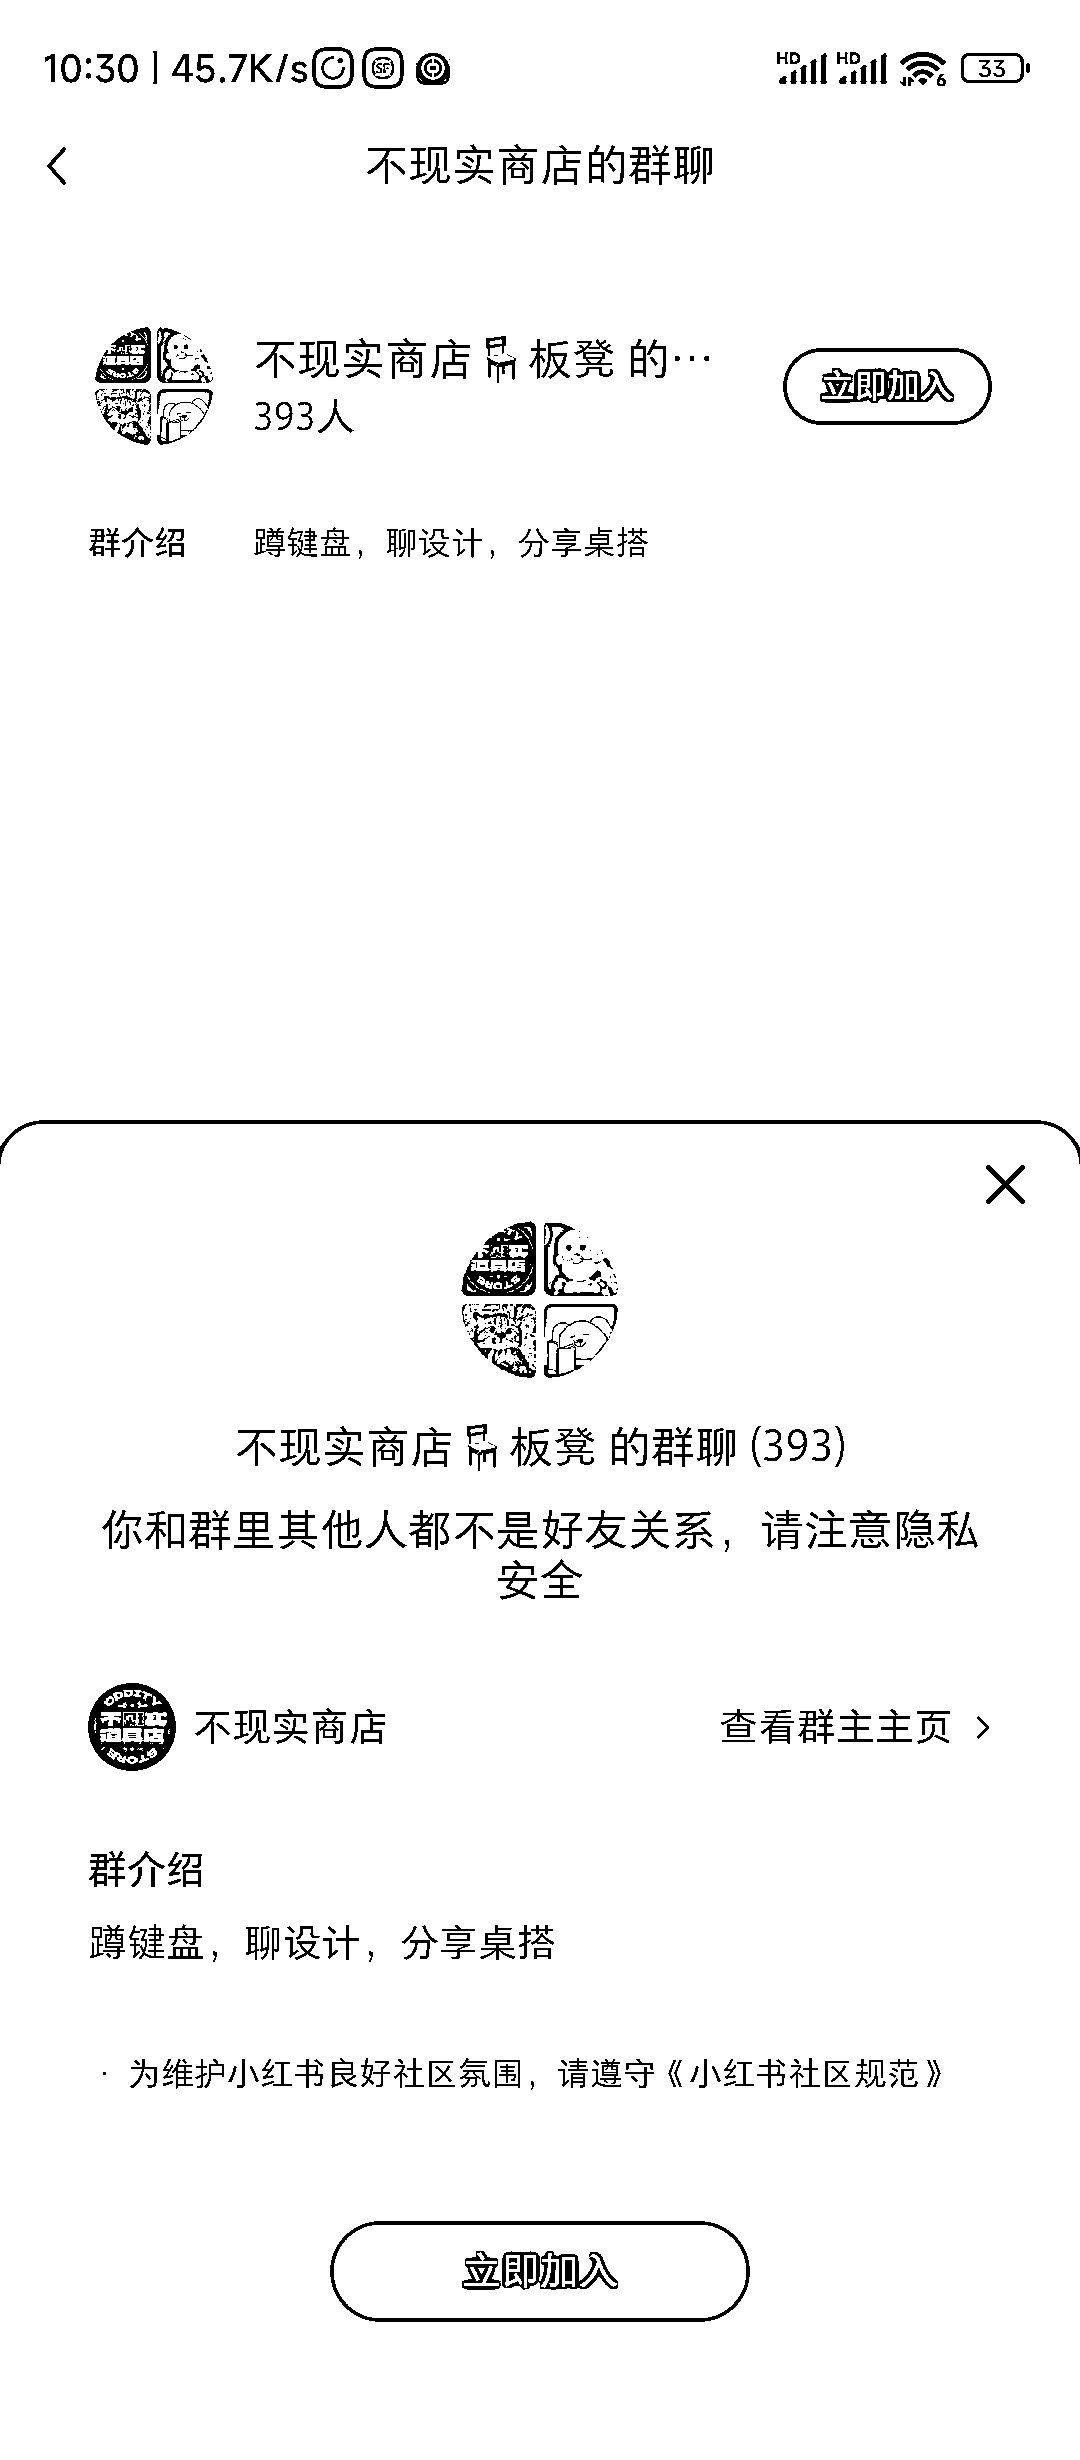 10:30 | 45.7K/s
HD HD 6 33
不现实商店的群聊
不现实商店🪑板凳 的…
393人
立即加入
群介绍 蹲键盘，聊设计，分享桌搭
不现实商店🪑板凳 的群聊 (393)
你和群里其他人都不是好友关系，请注意隐私
安全
ODDITY
STORE
不现实商店
查看群主主页
群介绍
蹲键盘，聊设计，分享桌搭
· 为维护小红书良好社区氛围，请遵守《小红书社区规范》
立即加入